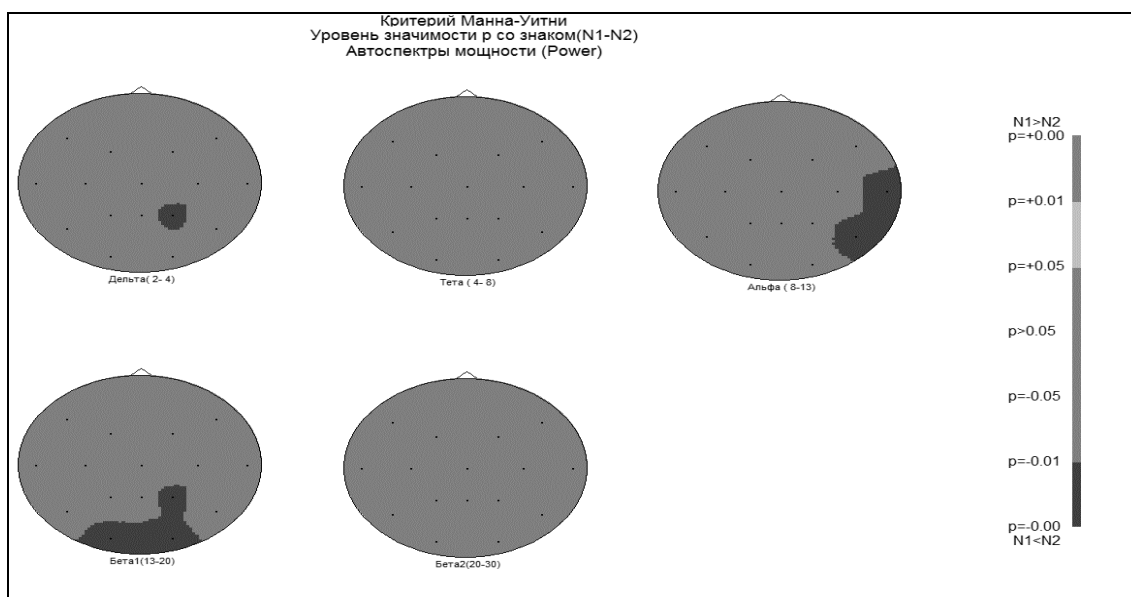 Критерий Манна-Уитни
Уровень значимости p со знаком(N1-N2)
Автоспектры мощности (Power)
Дельта( 2- 4)
Тета ( 4- 8)
Альфа ( 8-13)
Бета1(13-20)
Бета2(20-30)
N1>N2
p=+0.00
p=+0.01
p=+0.05
p>0.05
p=-0.05
p=-0.01
p=-0.00
N1<N2